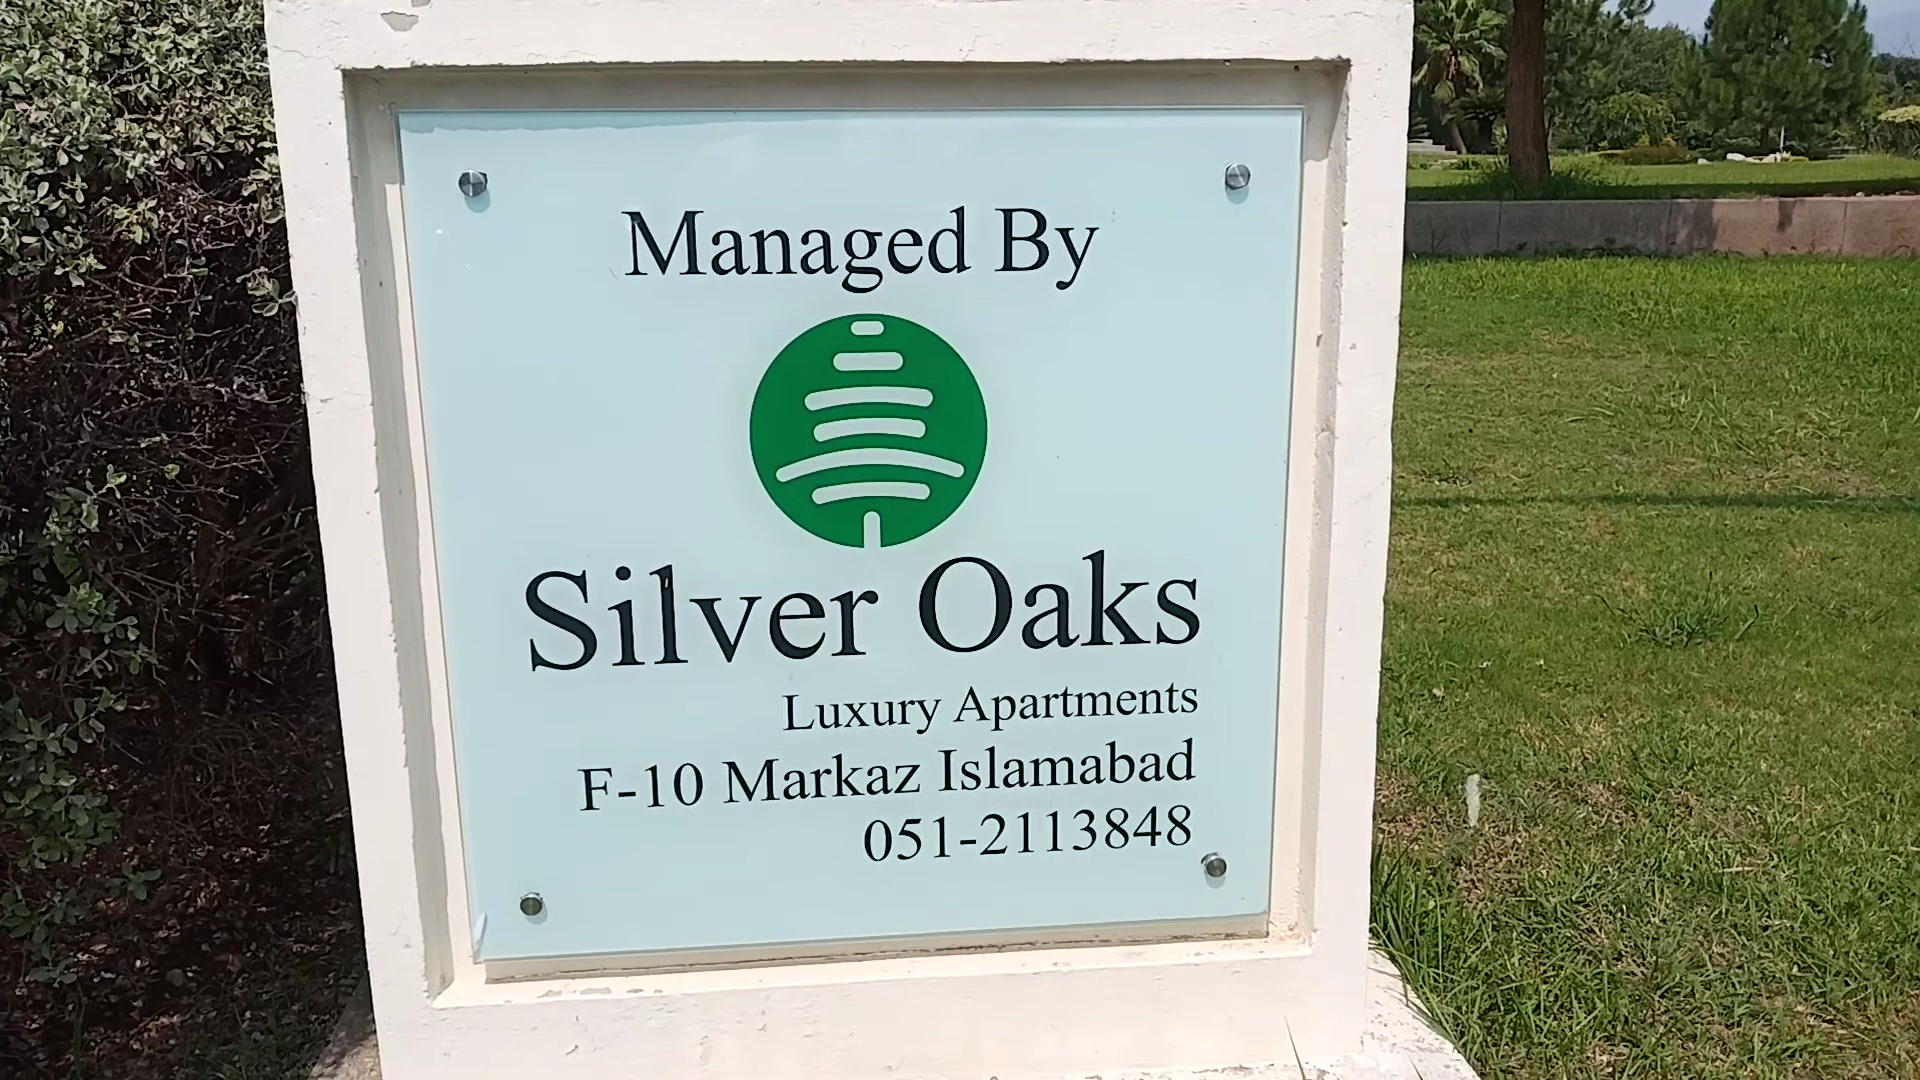 Managed By
Silver Oaks
Luxury Apartments
F-10 Markaz Islamabad
051-2113848